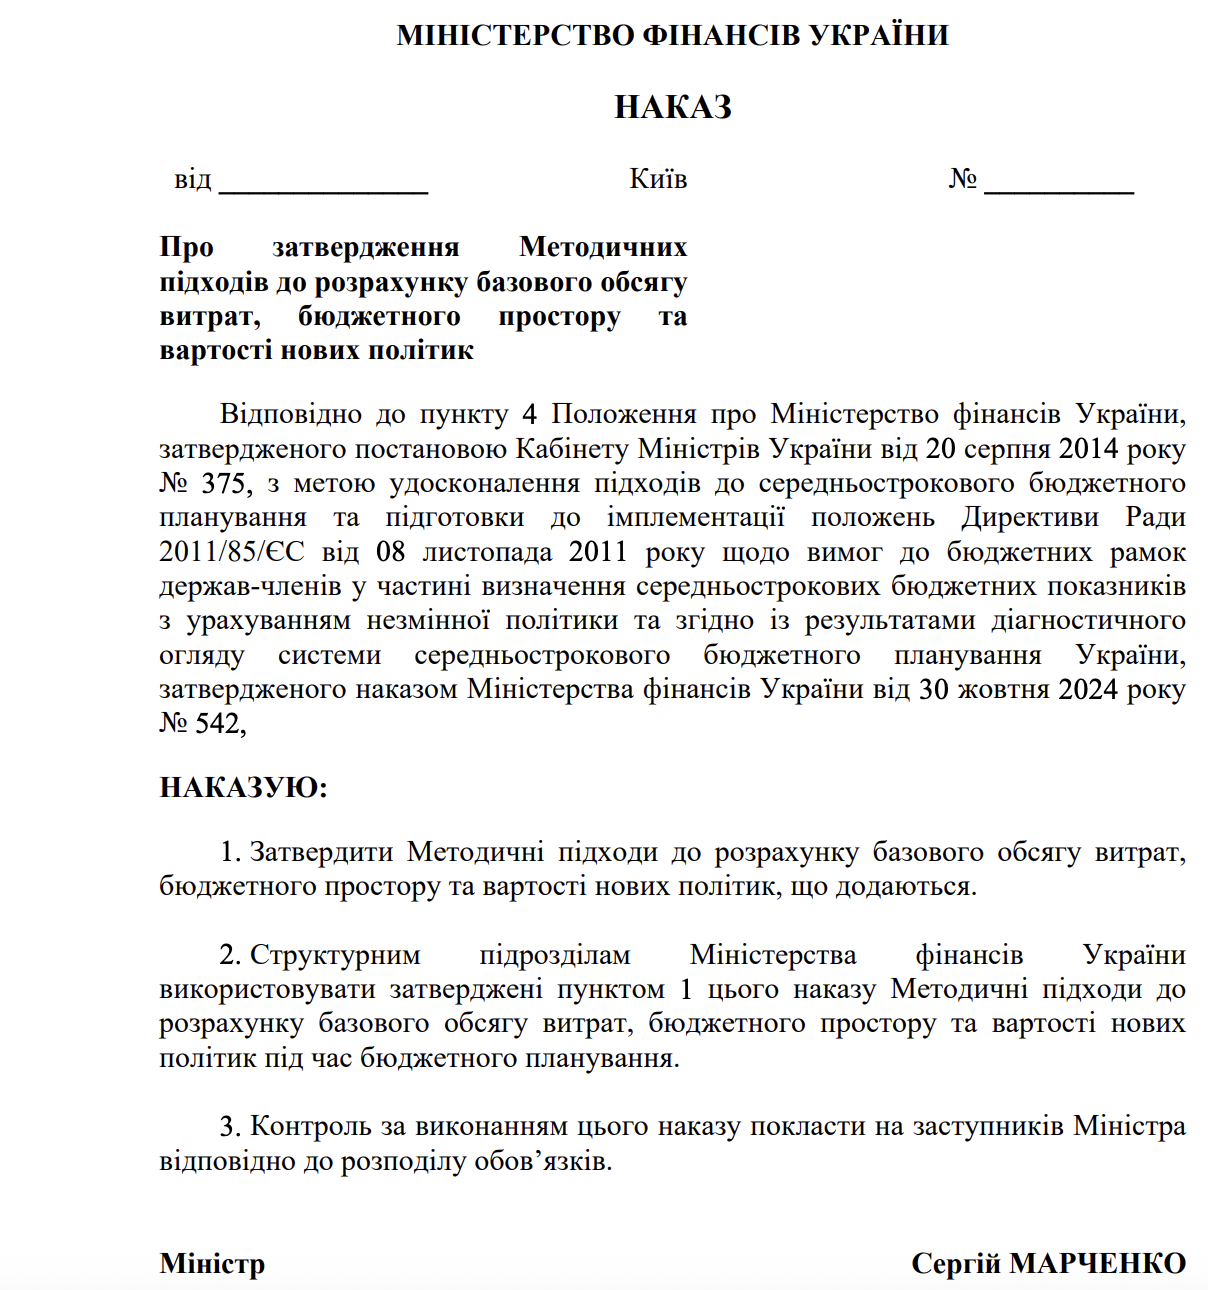 МІНІСТЕРСТВО ФІНАНСІВ УКРАЇНИ
НАКАЗ
від ______________ Київ № __________
Про затвердження Методичних
підходів до розрахунку базового обсягу
витрат, бюджетного простору та
вартості нових політик
Відповідно до пункту 4 Положення про Міністерство фінансів України,
затвердженого постановою Кабінету Міністрів України від 20 серпня 2014 року
№ 375, з метою удосконалення підходів до середньострокового бюджетного
планування та підготовки до імплементації положень Директиви Ради
2011/85/ЄС від 08 листопада 2011 року щодо вимог до бюджетних рамок
держав-членів у частині визначення середньострокових бюджетних показників
з урахуванням незмінної політики та згідно із результатами діагностичного
огляду системи середньострокового бюджетного планування України,
затвердженого наказом Міністерства фінансів України від 30 жовтня 2024 року
№ 542,
НАКАЗУЮ:
1. Затвердити Методичні підходи до розрахунку базового обсягу витрат,
бюджетного простору та вартості нових політик, що додаються.
2. Структурним підрозділам Міністерства фінансів України
використовувати затверджені пунктом 1 цього наказу Методичні підходи до
розрахунку базового обсягу витрат, бюджетного простору та вартості нових
політик під час бюджетного планування.
3. Контроль за виконанням цього наказу покласти на заступників Міністра
відповідно до розподілу обов’язків.
Міністр Сергій МАРЧЕНКО